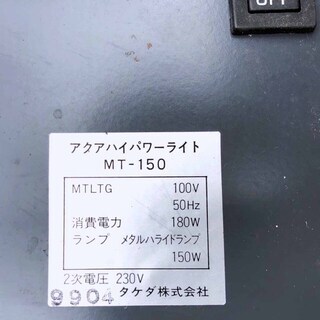 OFF
アクアハイパワーライト
MT-150
MTLTG 100V
50Hz
消費電力 180W
ランプ メタルハライドランプ
150W
2次電圧 230V
9904 タケダ株式会社